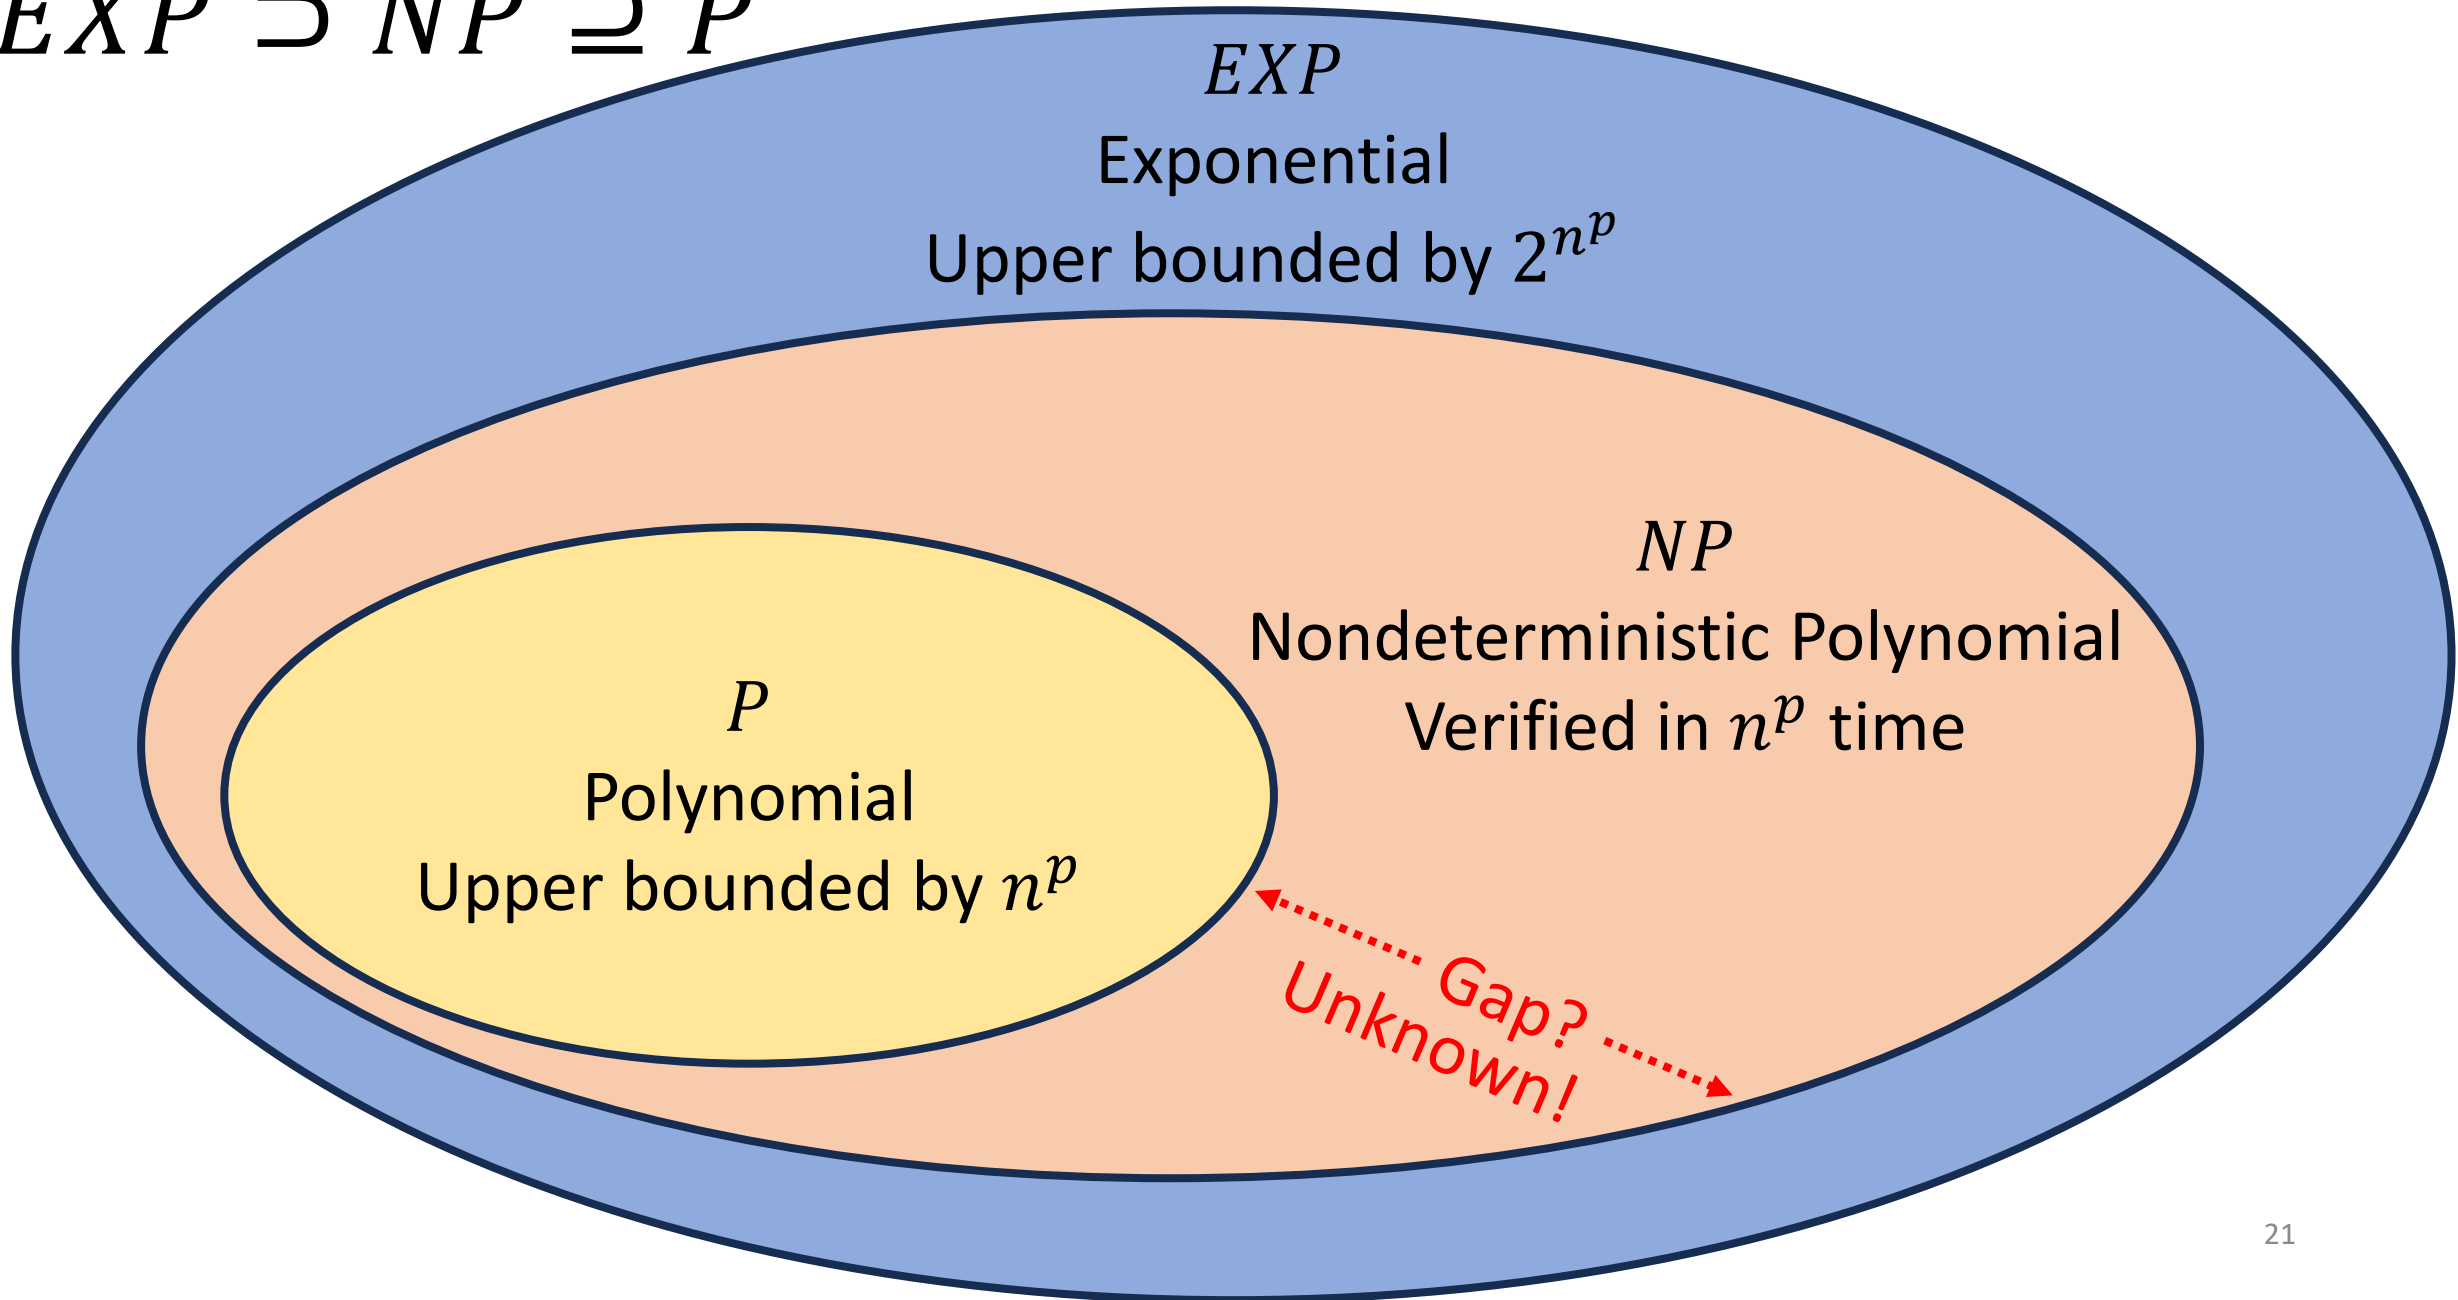 EXP ⊃ NP ⊇ P
EXP
Exponential
Upper bounded by 2^{n^p}
NP
Nondeterministic Polynomial
Verified in n^p time
P
Polynomial
Upper bounded by n^p
Gap?
Unknown!
21